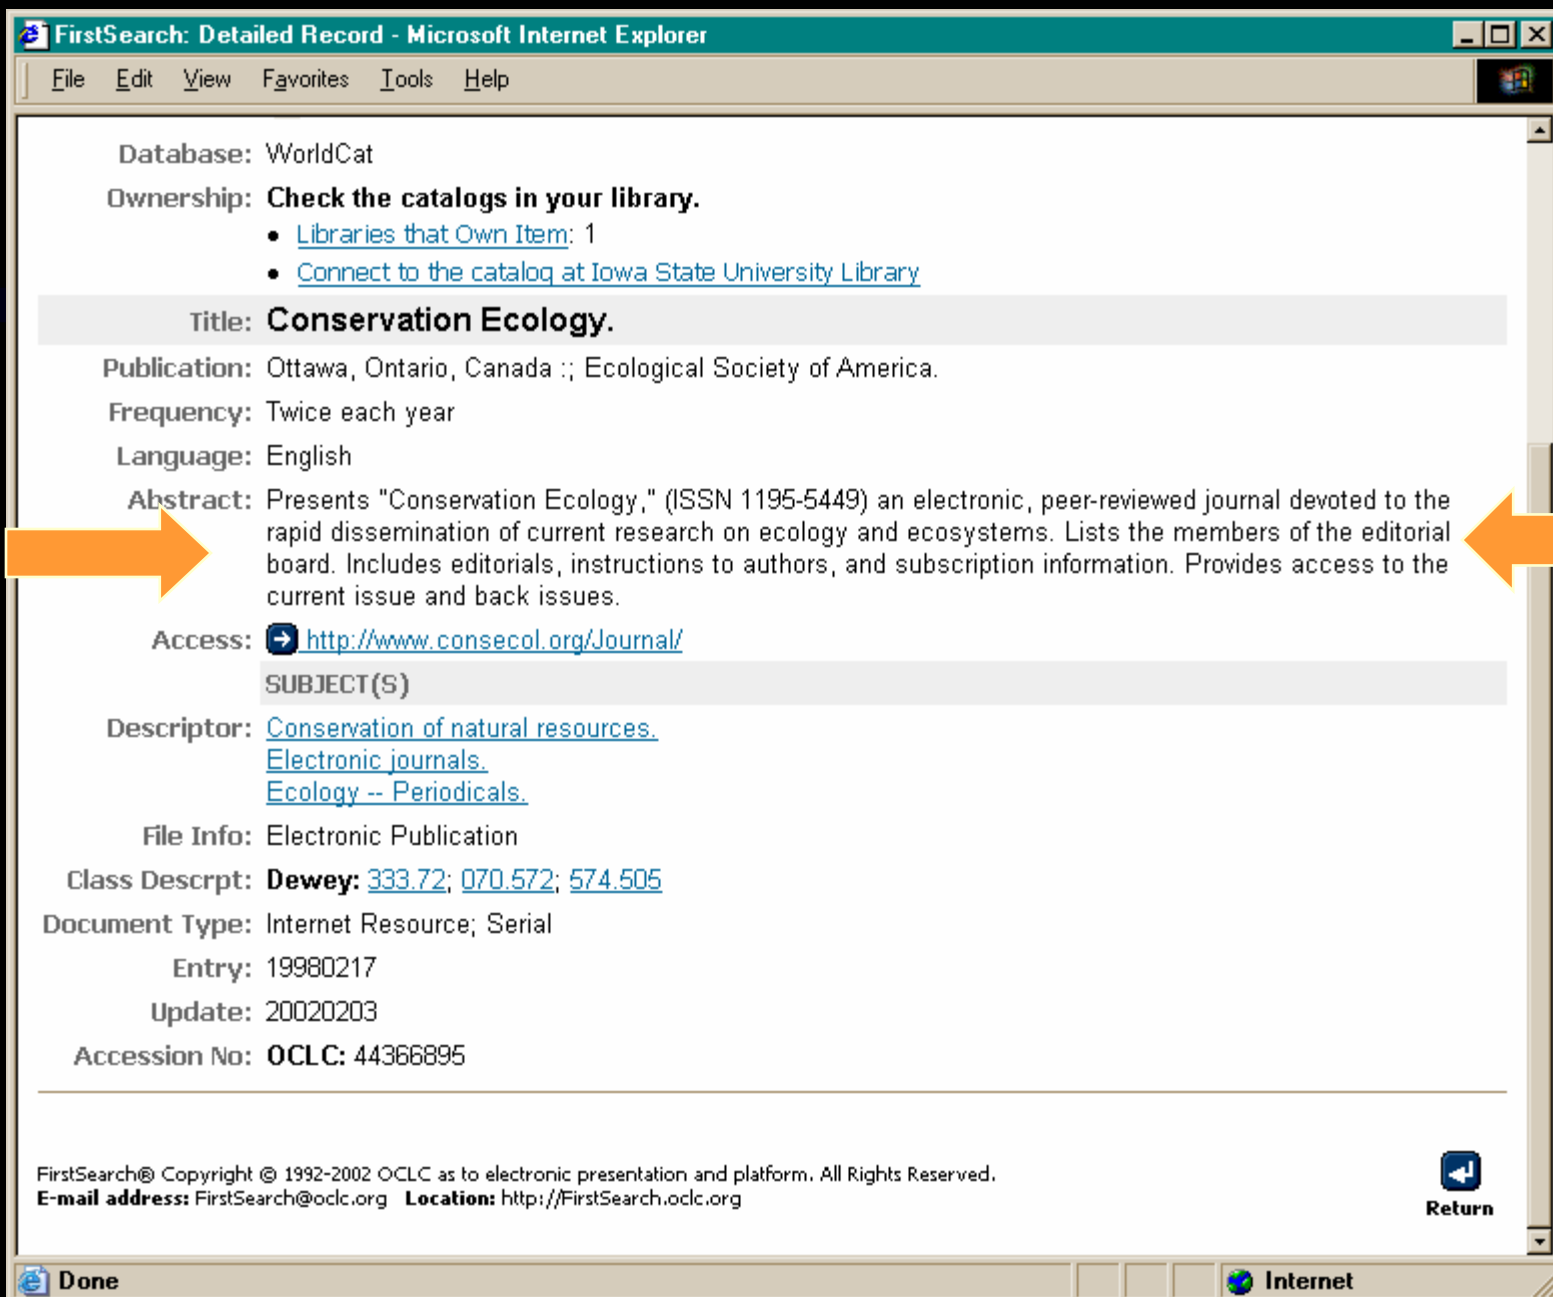 FirstSearch: Detailed Record - Microsoft Internet Explorer
File Edit View Favorites Tools Help
Database: WorldCat
Ownership: Check the catalogs in your library.
• Libraries that Own Item: 1
• Connect to the catalog at Iowa State University Library
Title: Conservation Ecology.
Publication: Ottawa, Ontario, Canada :; Ecological Society of America.
Frequency: Twice each year
Language: English
Abstract: Presents "Conservation Ecology," (ISSN 1195-5449) an electronic, peer-reviewed journal devoted to the
rapid dissemination of current research on ecology and ecosystems. Lists the members of the editorial
board. Includes editorials, instructions to authors, and subscription information. Provides access to the
current issue and back issues.
Access: http://www.consecol.org/Journal/
SUBJECT(S)
Descriptor: Conservation of natural resources.
Electronic journals.
Ecology -- Periodicals.
File Info: Electronic Publication
Class Descrpt: Dewey: 333.72; 070.572; 574.505
Document Type: Internet Resource; Serial
Entry: 19980217
Update: 20020203
Accession No: OCLC: 44366895
FirstSearch® Copyright © 1992-2002 OCLC as to electronic presentation and platform. All Rights Reserved.
E-mail address: FirstSearch@oclc.org Location: http://FirstSearch.oclc.org
Return
Done Internet